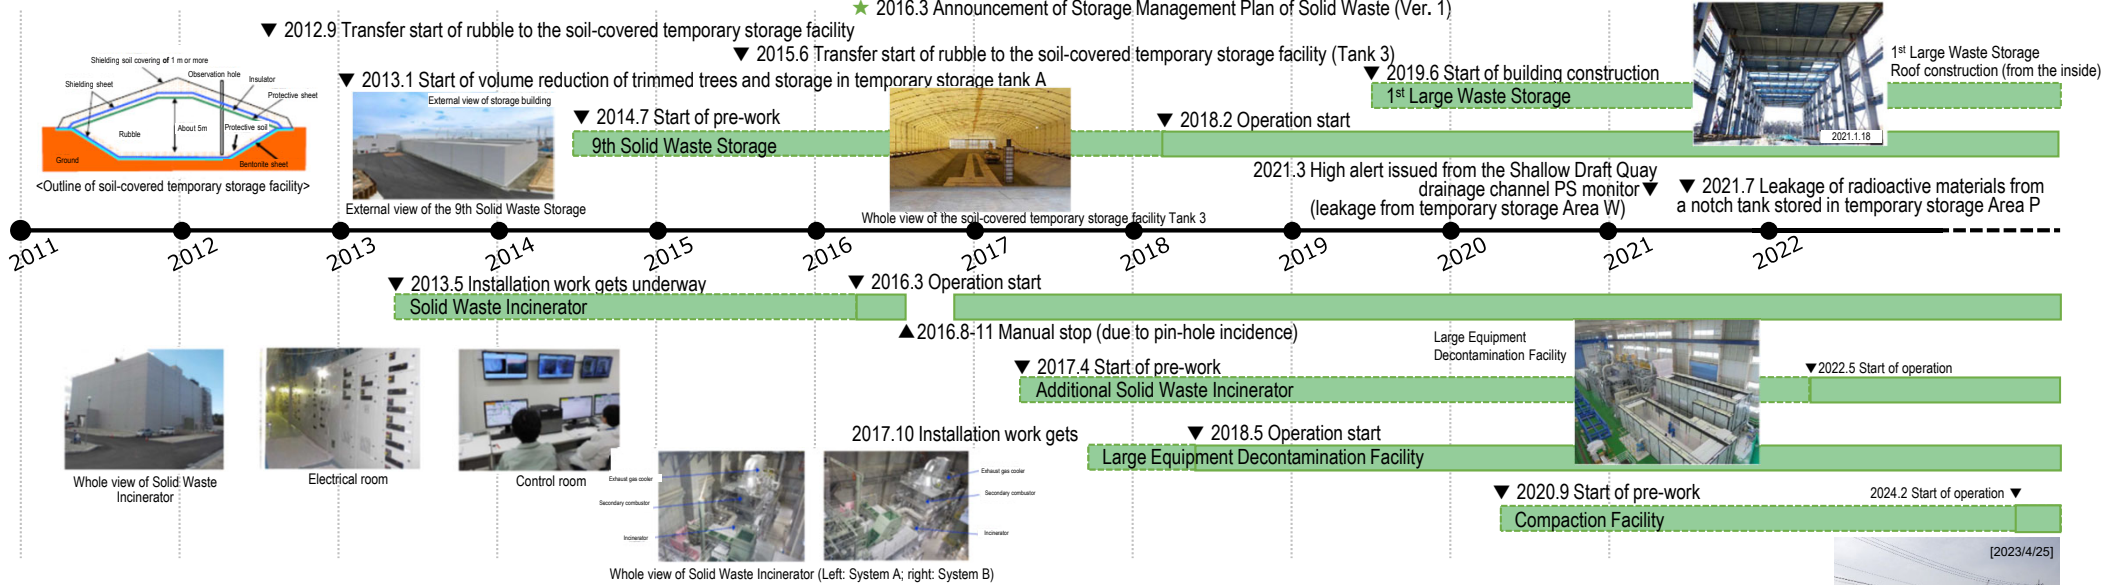 ★ 2016.3 Announcement of Storage Management Plan of Solid Waste (Ver. 1)
▼ 2012.9 Transfer start of rubble to the soil-covered temporary storage facility
▼ 2015.6 Transfer start of rubble to the soil-covered temporary storage facility (Tank 3)
▼ 2013.1 Start of volume reduction of trimmed trees and storage in temporary storage tank A
Shielding soil covering of 1 m or more
Shielding sheet
Observation hole
Insulator
Protective sheet
Rubble
About 5m
Protective soil
Ground
Bentonite sheet
<Outline of soil-covered temporary storage facility>
External view of storage building
External view of the 9th Solid Waste Storage
▼ 2014.7 Start of pre-work
9th Solid Waste Storage
▼ 2018.2 Operation start
Whole view of the soil-covered temporary storage facility Tank 3
▼ 2019.6 Start of building construction
1st Large Waste Storage
2021.1.18
1st Large Waste Storage
Roof construction (from the inside)
2021.3 High alert issued from the Shallow Draft Quay
drainage channel PS monitor ▼
(leakage from temporary storage Area W)
▼ 2021.7 Leakage of radioactive materials from
a notch tank stored in temporary storage Area P
2011
2012
2013
2014
2015
2016
2017
2018
2019
2020
2021
2022
▼ 2013.5 Installation work gets underway
▼ 2016.3 Operation start
Solid Waste Incinerator
▲2016.8-11 Manual stop (due to pin-hole incidence)
▼ 2017.4 Start of pre-work
Additional Solid Waste Incinerator
▼2022.5 Start of operation
Large Equipment
Decontamination Facility
2017.10 Installation work gets
▼ 2018.5 Operation start
Large Equipment Decontamination Facility
▼ 2020.9 Start of pre-work
2024.2 Start of operation ▼
Compaction Facility
[2023/4/25]
Whole view of Solid Waste
Incinerator
Electrical room
Control room
Exhaust gas cooler
Secondary combustor
Incinerator
Exhaust gas cooler
Secondary combustor
Incinerator
Whole view of Solid Waste Incinerator (Left: System A; right: System B)